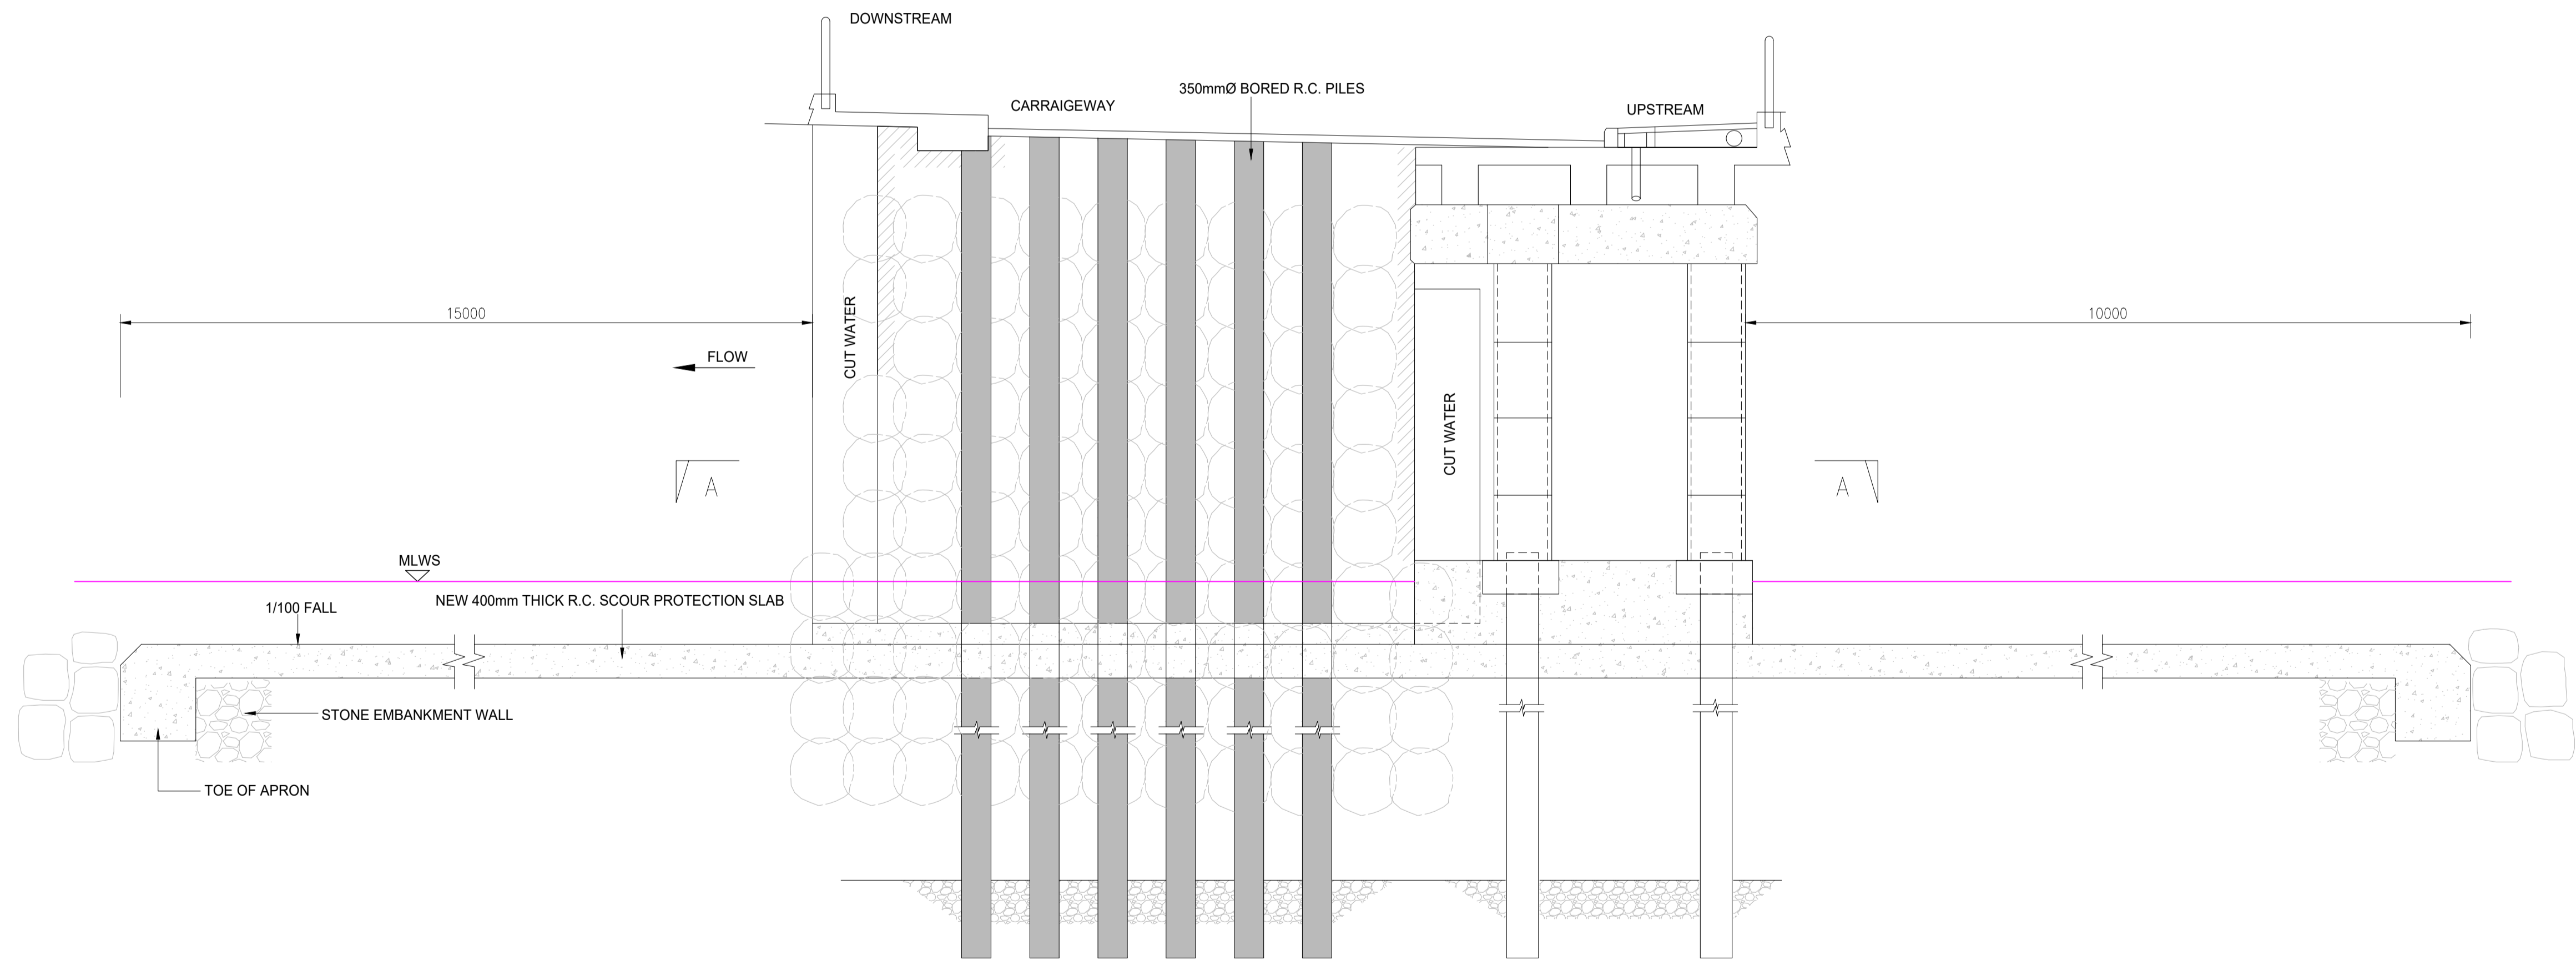 DOWNSTREAM
350mmØ BORED R.C. PILES
CARRAIGEWAY
UPSTREAM
15000
10000
CUT WATER
FLOW
CUT WATER
A
A
MLWS
1/100 FALL
NEW 400mm THICK R.C. SCOUR PROTECTION SLAB
STONE EMBANKMENT WALL
TOE OF APRON